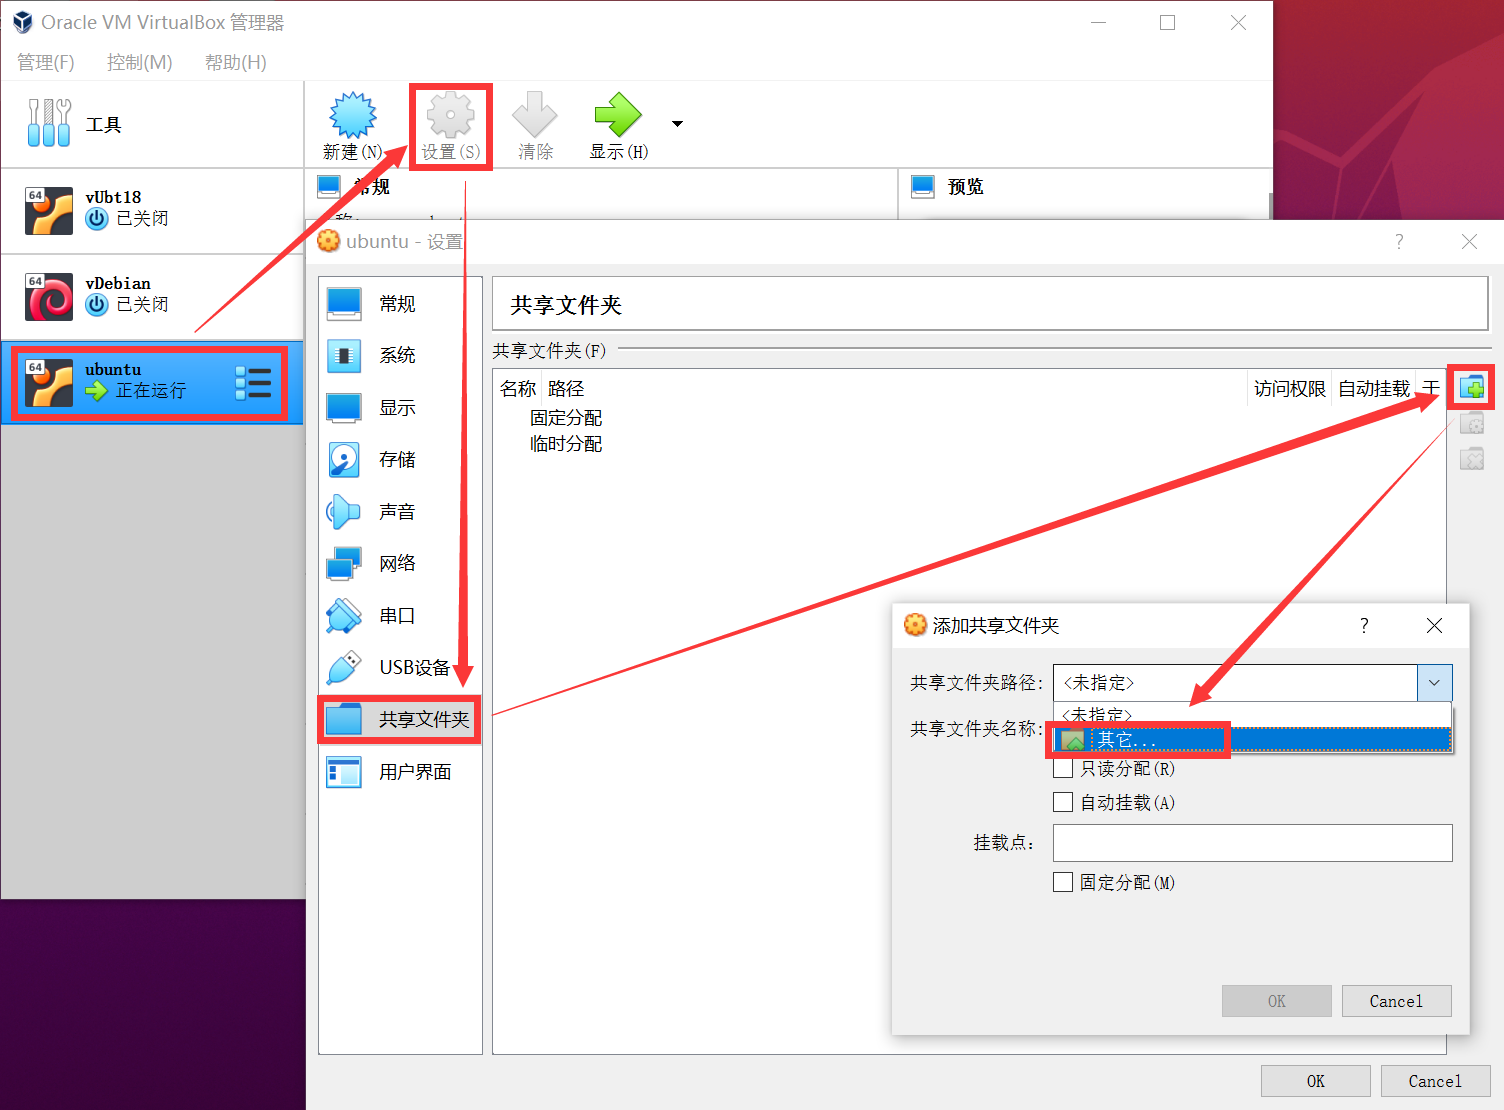 Oracle VM VirtualBox 管理器
管理(F)
控制(M)
帮助(H)
工具
新建(N)
设置(S)
清除
显示(H)
64
vUbt18
已关闭
64
vDebian
已关闭
64
ubuntu
正在运行
常规
预览
ubuntu - 设置
?
常规
系统
显示
存储
声音
网络
串口
USB设备
共享文件夹
用户界面
共享文件夹
共享文件夹(F)
名称 路径 访问权限 自动挂载 于
固定分配
临时分配
添加共享文件夹
?
共享文件夹路径: <未指定>
<未指定>
共享文件夹名称: 其它...
只读分配(R)
自动挂载(A)
挂载点:
固定分配(M)
OK
Cancel
OK
Cancel